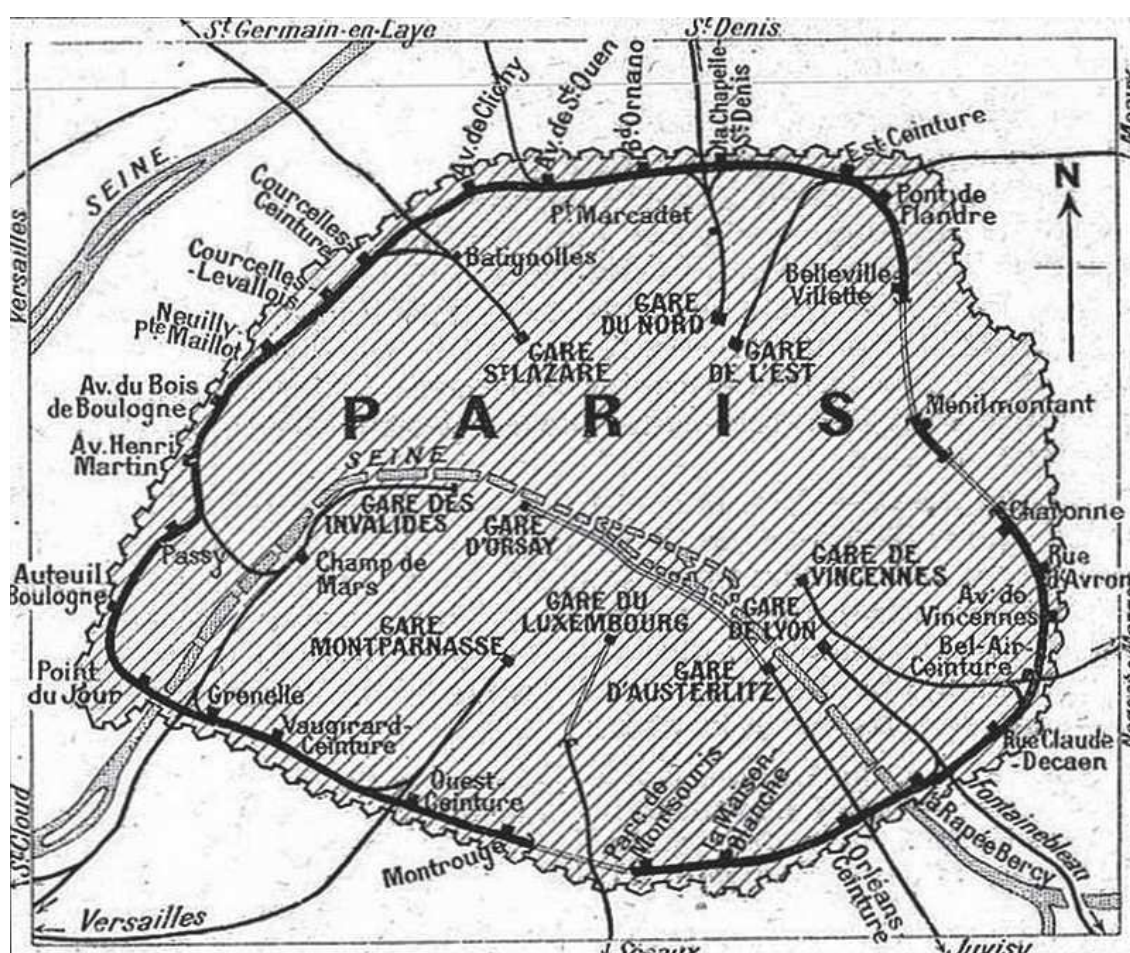 St Germain-en-Laye
St Denis
Av. de Clichy
Av. de St Ouen
Bd Ornano
la Chapelle-
St Denis
Est-Ceinture
N
SEINE
Courcelles
Ceinture
Pont de
Flandre
Pt Marcadet
Versailles
Courcelles
-Levallois
Batignolles
Belleville
Villette
Neuilly-
Pte Maillot
GARE
DU NORD
GARE
ST LAZARE
GARE
DE L'EST
Av. du Bois
de Boulogne
PARIS
Ménilmontant
Av. Henri
Martin
SEINE
GARE DES
INVALIDES
GARE
D'ORSAY
Charonne
Passy
Champ de
Mars
GARE DE
VINCENNES
Rue
d'Avron
Auteuil
Boulogne
GARE DU
LUXEMBOURG
GARE
DE LYON
Av. de
Vincennes
GARE
MONTPARNASSE
Bel-Air-
Ceinture
Point
du Jour
Grenelle
GARE
D'AUSTERLITZ
Vaugirard-
Ceinture
Rue Claude
-Decaen
Ouest-
Ceinture
Parc de
Montsouris
La Maison-
Blanche
la Rapée Bercy
Fontainebleau
St Cloud
Montrouge
Orléans-
Ceinture
Versailles
Juvisy